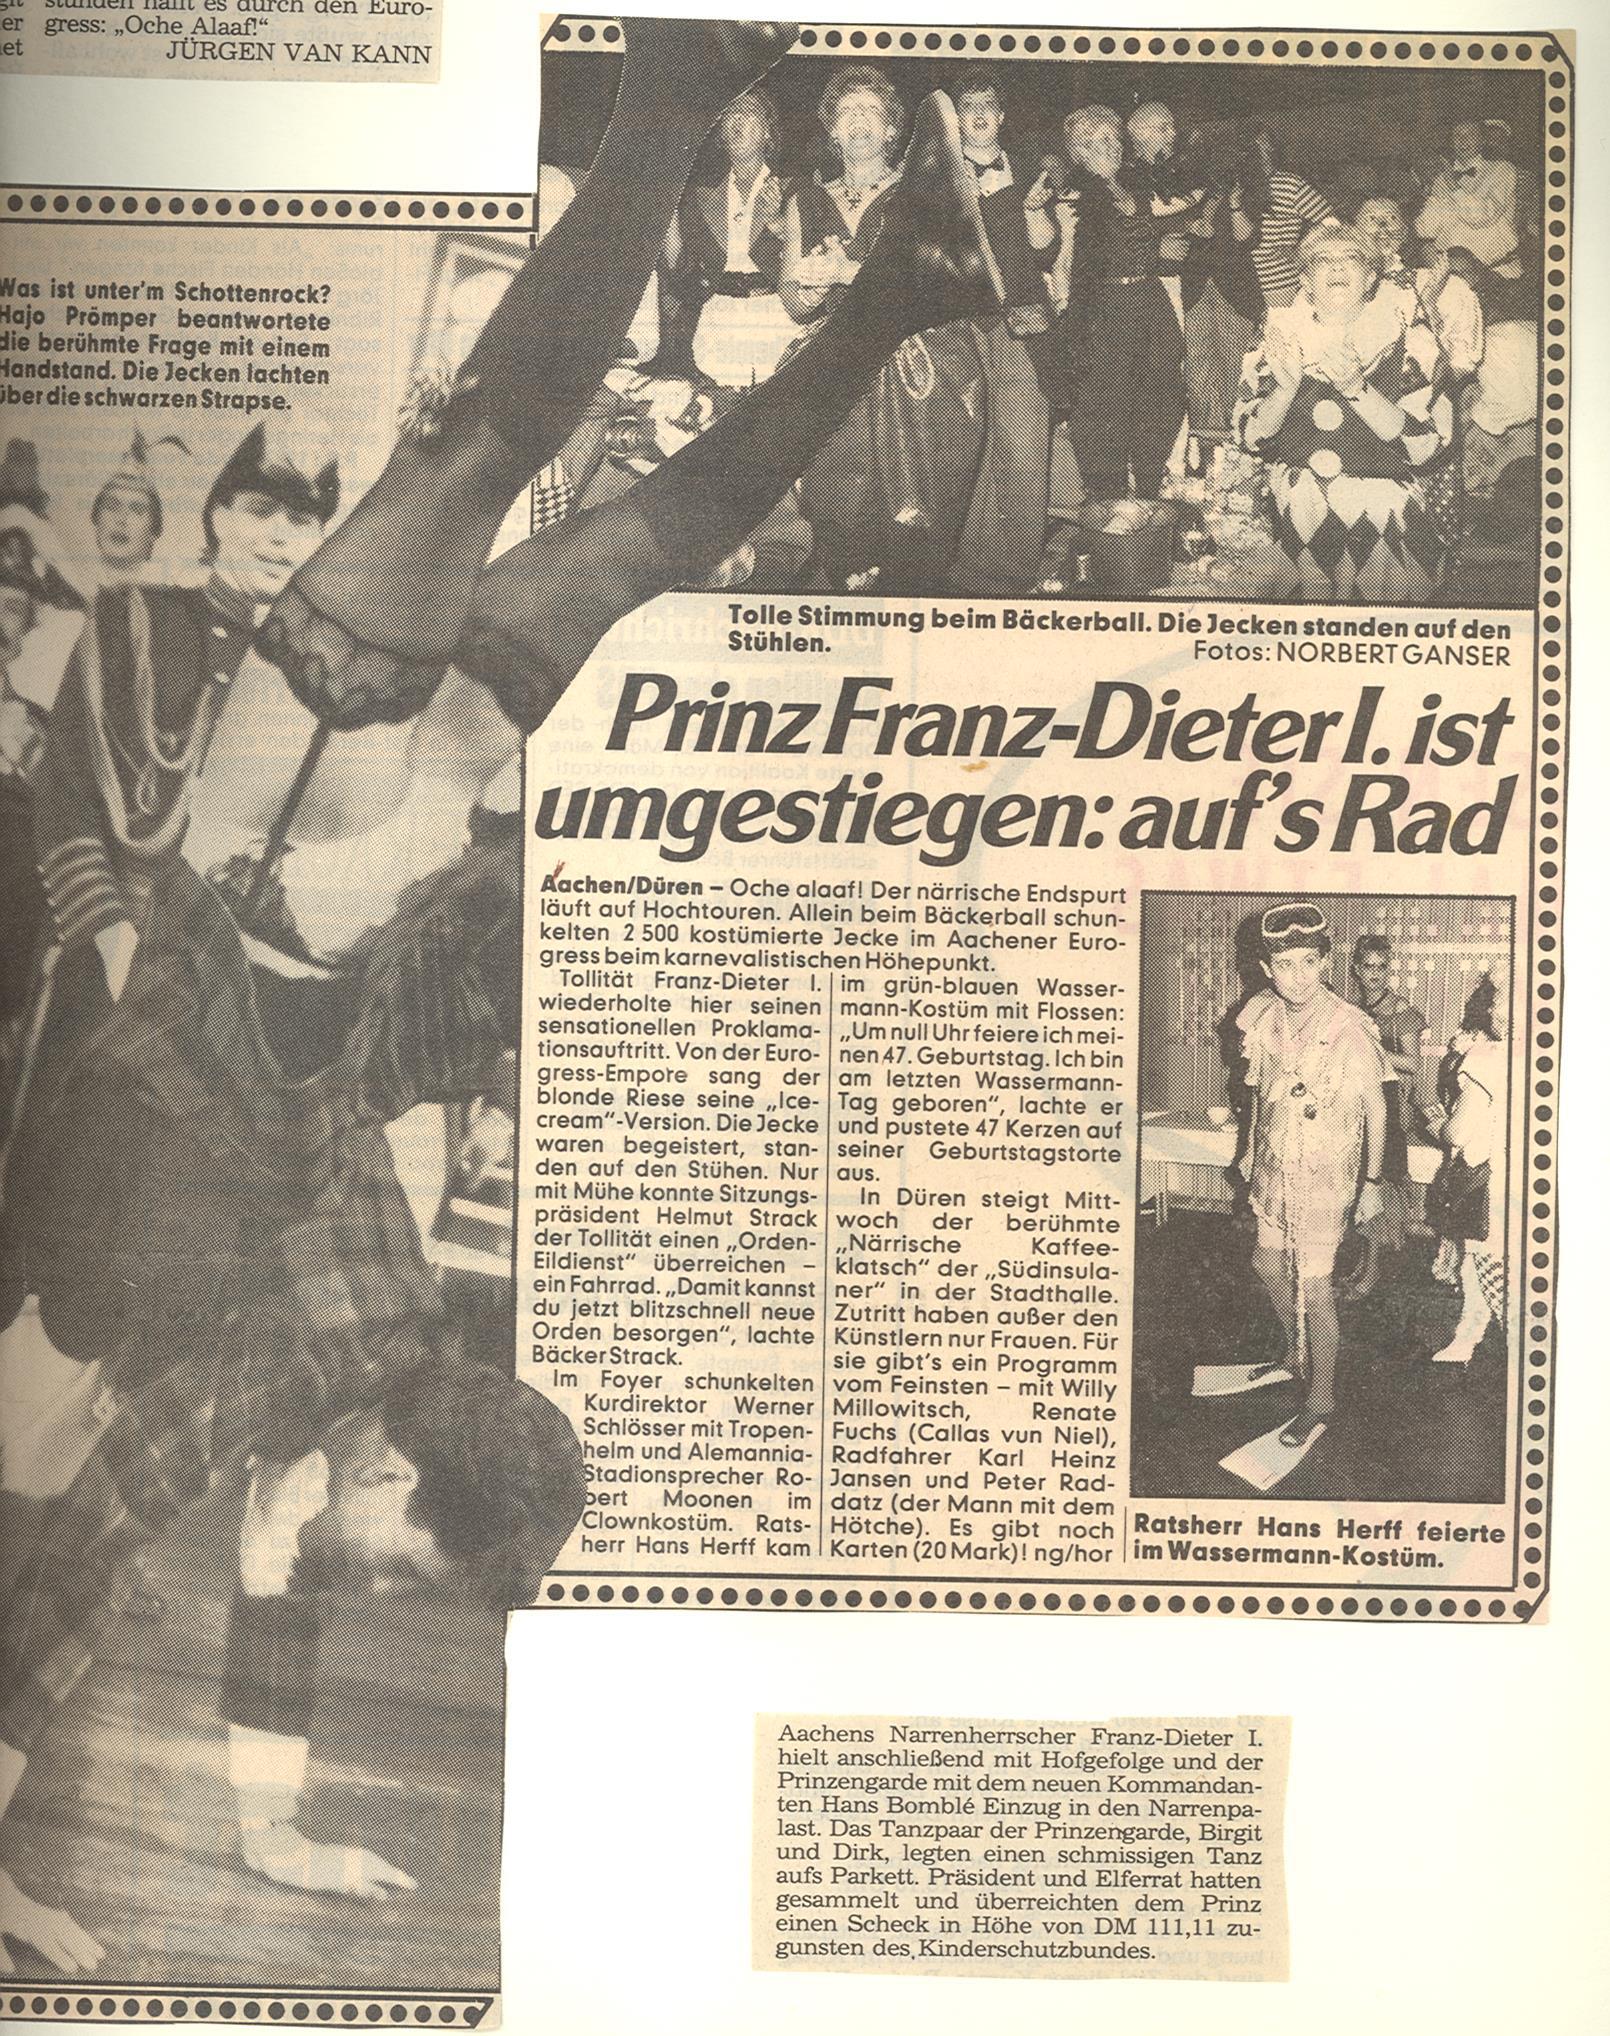 stunden hallt es durch den Euro-
er gress: „Oche Alaaf!“
JÜRGEN VAN KANN
Was ist unter'm Schottenrock?
Hajo Prömper beantwortete
die berühmte Frage mit einem
Handstand. Die Jecken lachten
über die schwarzen Strapse.
Tolle Stimmung beim Bäckerball. Die Jecken standen auf den
Stühlen.
Fotos: NORBERT GANSER
Prinz Franz-Dieter I. ist
umgestiegen: auf's Rad
Aachen/Düren – Oche alaaf! Der närrische Endspurt
läuft auf Hochtouren. Allein beim Bäckerball schun-
kelten 2 500 kostümierte Jecke im Aachener Euro-
gress beim karnevalistischen Höhepunkt.
Tollität Franz-Dieter I.
wiederholte hier seinen
sensationellen Proklama-
tionsauftritt. Von der Euro-
gress-Empore sang der
blonde Riese seine „Ice-
cream“-Version. Die Jecke
waren begeistert, stan-
den auf den Stühen. Nur
mit Mühe konnte Sitzungs-
präsident Helmut Strack
der Tollität einen „Orden-
Eildienst“ überreichen –
ein Fahrrad. „Damit kannst
du jetzt blitzschnell neue
Orden besorgen“, lachte
Bäcker Strack.
Im Foyer schunkelten
Kurdirektor Werner
Schlösser mit Tropen-
helm und Alemannia-
Stadionsprecher Ro-
bert Moonen im
Clownkostüm. Rats-
herr Hans Herff kam
im grün-blauen Wasser-
mann-Kostüm mit Flossen:
„Um null Uhr feiere ich mei-
nen 47. Geburtstag. Ich bin
am letzten Wassermann-
Tag geboren“, lachte er
und pustete 47 Kerzen auf
seiner Geburtstagstorte
aus.
In Düren steigt Mitt-
woch der berühmte
„Närrische Kaffee-
klatsch“ der „Südinsula-
ner“ in der Stadthalle.
Zutritt haben außer den
Künstlern nur Frauen. Für
sie gibt's ein Programm
vom Feinsten – mit Willy
Millowitsch, Renate
Fuchs (Callas vun Niel),
Radfahrer Karl Heinz
Jansen und Peter Rad-
datz (der Mann mit dem
Hötche). Es gibt noch
Karten (20 Mark)! ng/hor
Ratsherr Hans Herff feierte
im Wassermann-Kostüm.
Aachens Narrenherrscher Franz-Dieter I.
hielt anschließend mit Hofgefolge und der
Prinzengarde mit dem neuen Kommandan-
ten Hans Bomblé Einzug in den Narrenpa-
last. Das Tanzpaar der Prinzengarde, Birgit
und Dirk, legten einen schmissigen Tanz
aufs Parkett. Präsident und Elferrat hatten
gesammelt und überreichten dem Prinz
einen Scheck in Höhe von DM 111,11 zu-
gunsten des Kinderschutzbundes.